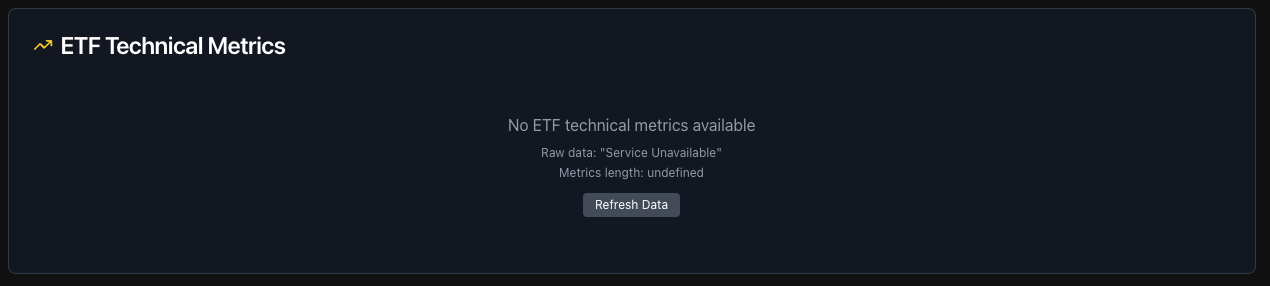 ETF Technical Metrics
No ETF technical metrics available
Raw data: "Service Unavailable"
Metrics length: undefined
Refresh Data